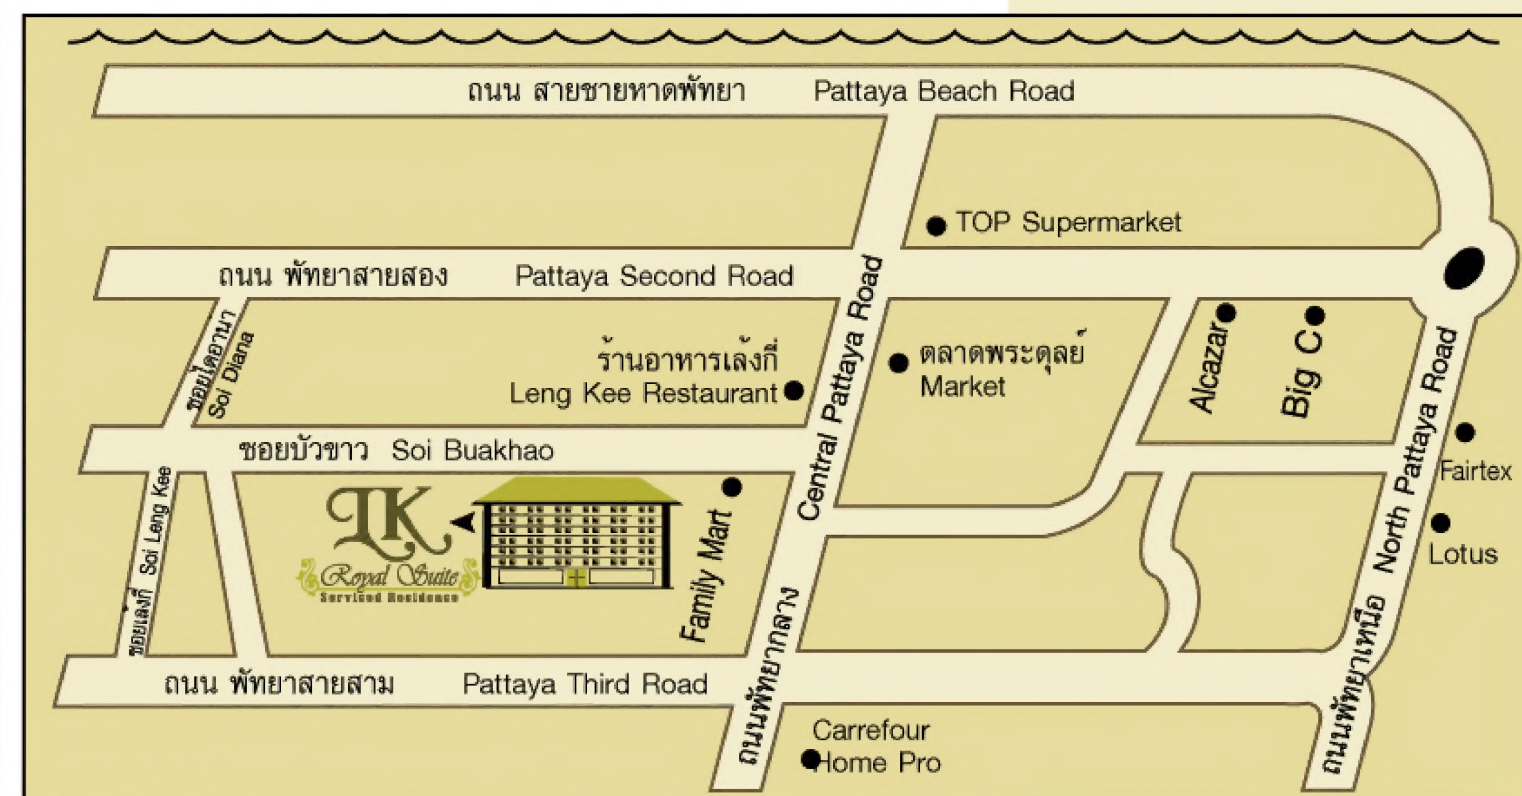 ถนน สายชายหาดพัทยา Pattaya Beach Road
TOP Supermarket
ถนน พัทยาสายสอง Pattaya Second Road
ซอยไดอานา
Soi Diana
ร้านอาหารเล้งกี่
Leng Kee Restaurant
Central Pattaya Road
ถนนพัทยากลาง
ตลาดพระดุลย์
Market
Alcazar
Big C
North Pattaya Road
ถนนพัทยาเหนือ
Fairtex
Lotus
ซอยบัวขาว Soi Buakhao
ซอยเล้งกี่ Soi Leng Kee
LK
Royal Suite
Serviced Residence
Family Mart
ถนน พัทยาสายสาม Pattaya Third Road
Carrefour
Home Pro